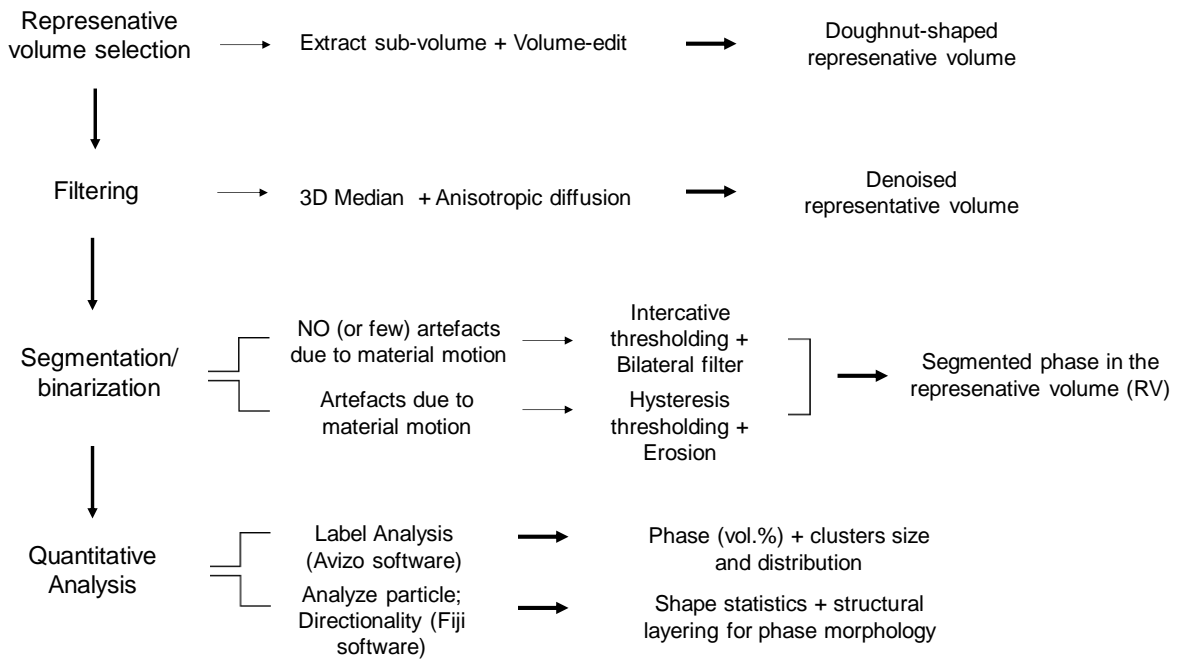 Represenative
volume selection
Extract sub-volume + Volume-edit
Doughnut-shaped
represenative volume
Filtering
3D Median + Anisotropic diffusion
Denoised
representative volume
Segmentation/
binarization
NO (or few) artefacts
due to material motion
Intercative
thresholding +
Bilateral filter
Artefacts due to
material motion
Hysteresis
thresholding +
Erosion
Segmented phase in the
represenative volume (RV)
Quantitative
Analysis
Label Analysis
(Avizo software)
Phase (vol.%) + clusters size
and distribution
Analyze particle;
Directionality (Fiji
software)
Shape statistics + structural
layering for phase morphology